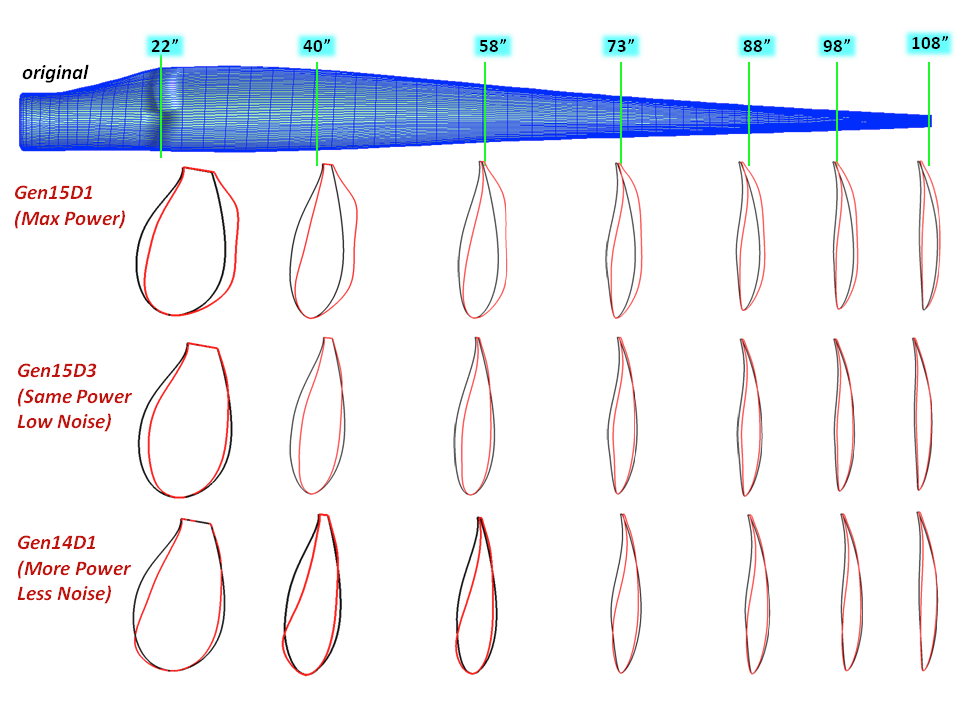 22” 40” 58” 73” 88” 98” 108”
original
Gen15D1
(Max Power)
Gen15D3
(Same Power
Low Noise)
Gen14D1
(More Power
Less Noise)